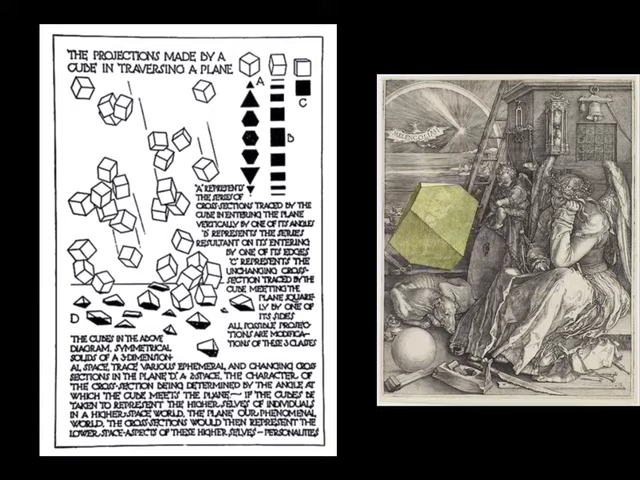 THE PROJECTIONS MADE BY A
CUBE IN TRAVERSING A PLANE
A
C
B
"A" REPRESENTS
THE SERIES OF
CROSS-SECTIONS TRACED BY THE
CUBE IN ENTERING THE PLANE
VERTICALLY BY ONE OF ITS ANGLES
"B" REPRESENTS THE SERIES
RESULTANT ON ITS ENTERING
BY ONE OF ITS EDGES
"C" REPRESENTS THE
UNCHANGING CROSS-
SECTION TRACED BY THE
CUBE MEETING THE
PLANE SQUARE-
LY BY ONE OF
ITS SIDES
ALL POSSIBLE PROJEC-
TIONS ARE MODIFICA-
TIONS OF THESE 3 CLASSES
D
THE CUBES IN THE ABOVE
DIAGRAM, SYMMETRICAL
SOLIDS OF A 3-DIMENSION-
AL SPACE, TRACE VARIOUS EPHEMERAL AND CHANGING CROSS
SECTIONS IN THE PLANE, A 2-SPACE, THE CHARACTER OF
THE CROSS-SECTION BEING DETERMINED BY THE ANGLE AT
WHICH THE CUBE MEETS THE PLANE — IF THE CUBES BE
TAKEN TO REPRESENT THE HIGHER SELVES OF INDIVIDUALS
IN A HIGHER-SPACE WORLD, THE PLANE OUR PHENOMENAL
WORLD, THE CROSS-SECTIONS WOULD THEN REPRESENT THE
LOWER SPACE-ASPECTS OF THESE HIGHER SELVES — PERSONALITIES
MELENCOLIA I